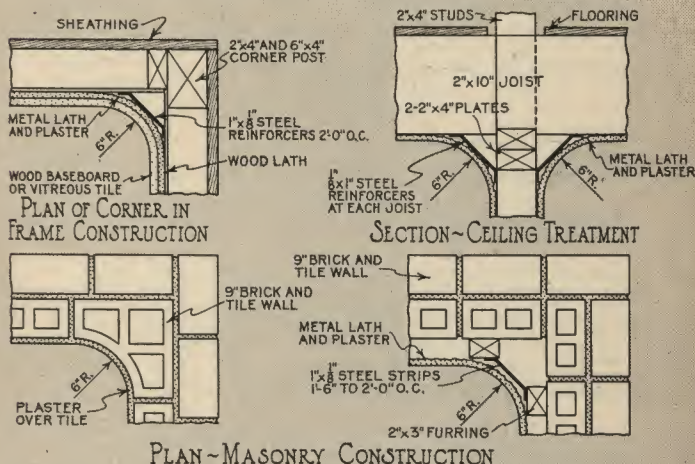 SHEATHING
2"x4" AND 6"x4"
CORNER POST
METAL LATH
AND PLASTER
1"x⅛" STEEL
REINFORCERS 2'-0" O.C.
6"R.
WOOD LATH
WOOD BASEBOARD
OR VITREOUS TILE
PLAN OF CORNER IN
FRAME CONSTRUCTION
2"x4" STUDS
FLOORING
2"x10" JOIST
2-2"x4" PLATES
METAL LATH
AND PLASTER
⅛"x1" STEEL
REINFORCERS
AT EACH JOIST
6"R.
6"R.
SECTION~CEILING TREATMENT
9" BRICK AND
TILE WALL
6"R.
PLASTER
OVER TILE
9" BRICK AND
TILE WALL
METAL LATH
AND PLASTER
1"x⅛" STEEL STRIPS
1'-6" TO 2'-0" O.C.
6"R.
2"x3" FURRING
PLAN~MASONRY CONSTRUCTION